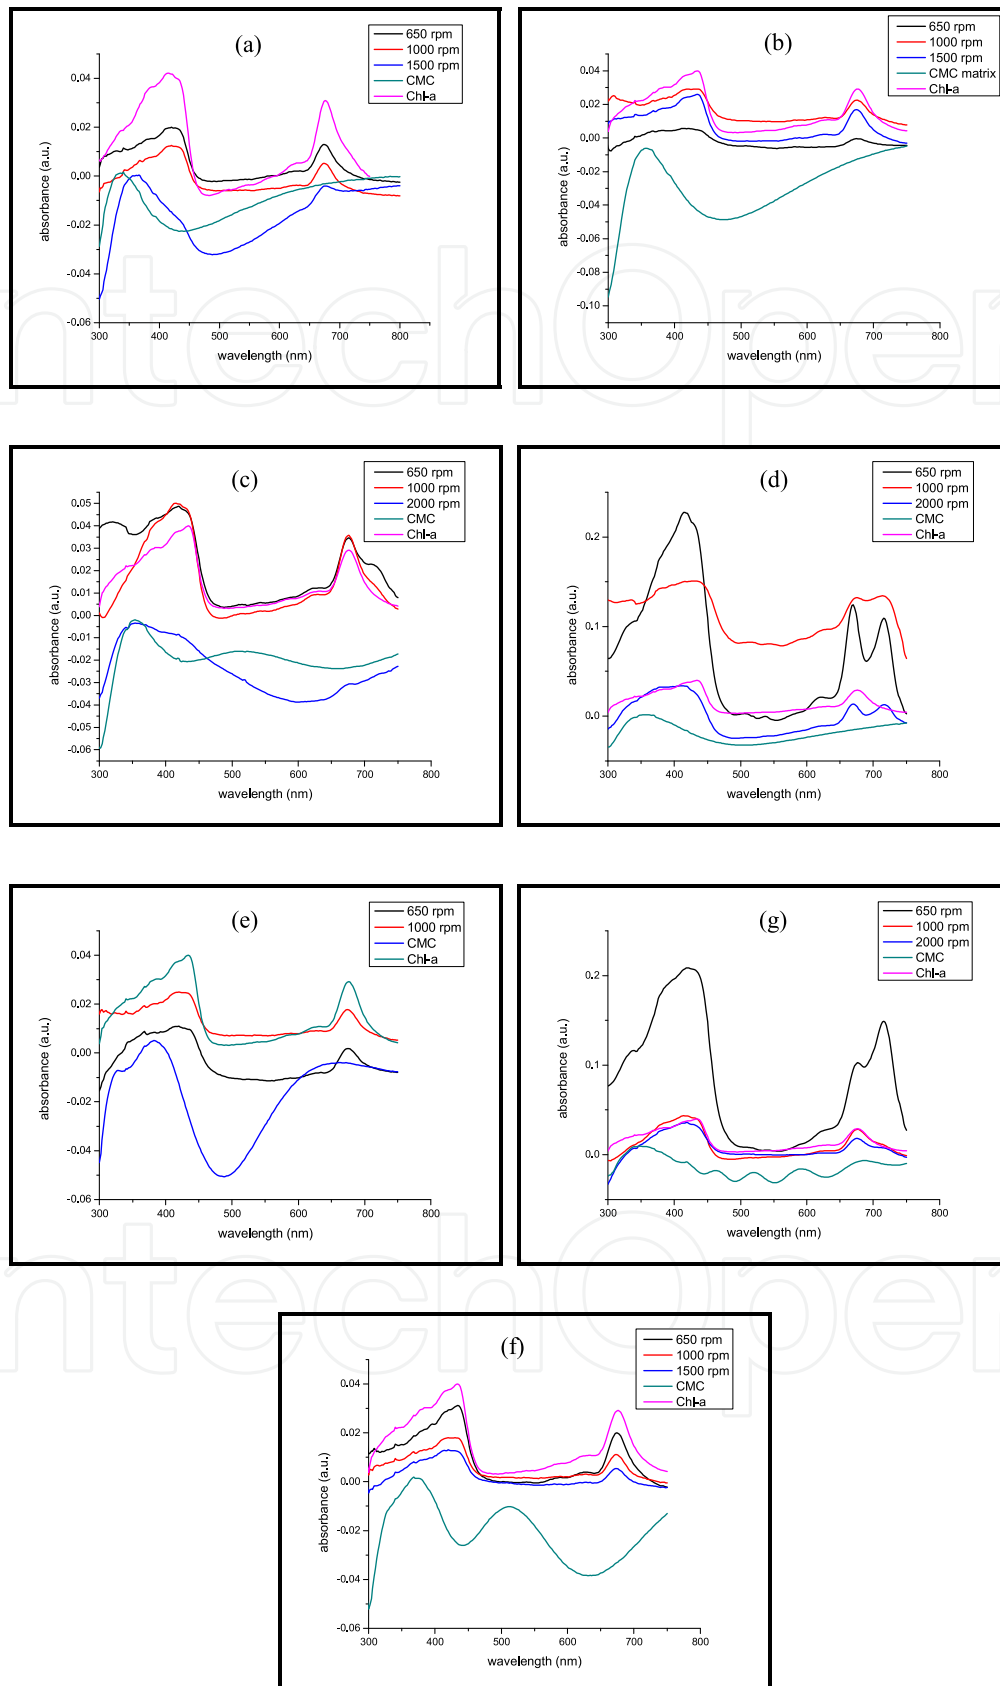 (a)
650 rpm
1000 rpm
1500 rpm
CMC
Chl-a
0.04
0.02
0.00
-0.02
-0.04
-0.06
absorbance (a.u.)
300 400 500 600 700 800
wavelength (nm)
(b)
650 rpm
1000 rpm
1500 rpm
CMC matrix
Chl-a
0.06
0.04
0.02
0.00
-0.02
-0.04
-0.06
-0.08
-0.10
absorbance (a.u.)
300 400 500 600 700 800
wavelength (nm)
(c)
650 rpm
1000 rpm
2000 rpm
CMC
Chl-a
0.05
0.04
0.03
0.02
0.01
0.00
-0.01
-0.02
-0.03
-0.04
-0.05
-0.06
absorbance (a.u.)
300 400 500 600 700 800
wavelength (nm)
(d)
650 rpm
1000 rpm
2000 rpm
CMC
Chl-a
0.2
0.1
0.0
absorbance (a.u.)
300 400 500 600 700 800
wavelength (nm)
(e)
650 rpm
1000 rpm
CMC
Chl-a
0.04
0.02
0.00
-0.02
-0.04
-0.06
absorbance (a.u.)
300 400 500 600 700 800
wavelength (nm)
(g)
650 rpm
1000 rpm
2000 rpm
CMC
Chl-a
0.2
0.1
0.0
absorbance (a.u.)
300 400 500 600 700 800
wavelength (nm)
(f)
650 rpm
1000 rpm
1500 rpm
CMC
Chl-a
0.04
0.02
0.00
-0.02
-0.04
-0.06
absorbance (a.u.)
300 400 500 600 700 800
wavelength (nm)
ntechOpen
ntechOpen